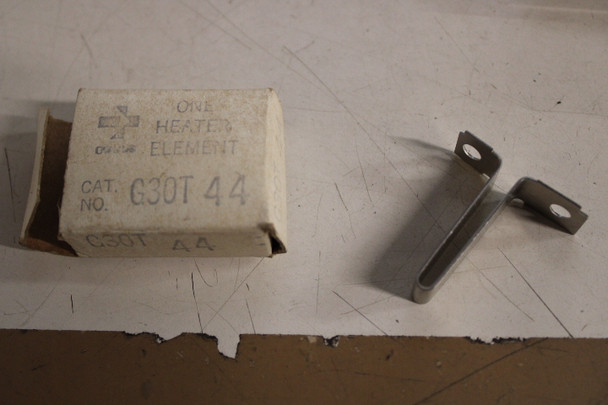 ONE
HEATER
ELEMENT
CAT.
NO. G30T 44
G30T 44